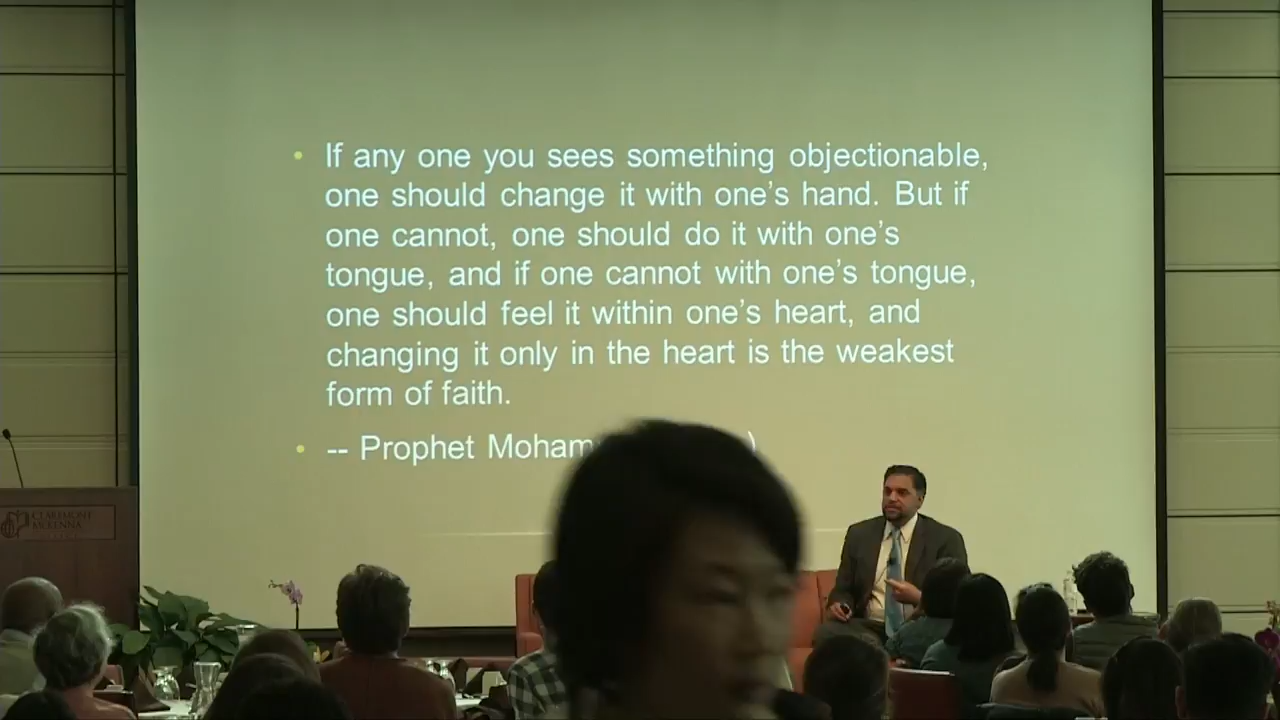 • If any one you sees something objectionable,
one should change it with one's hand. But if
one cannot, one should do it with one's
tongue, and if one cannot with one's tongue,
one should feel it within one's heart, and
changing it only in the heart is the weakest
form of faith.
• -- Prophet )
CLAREMONT
MCKENNA